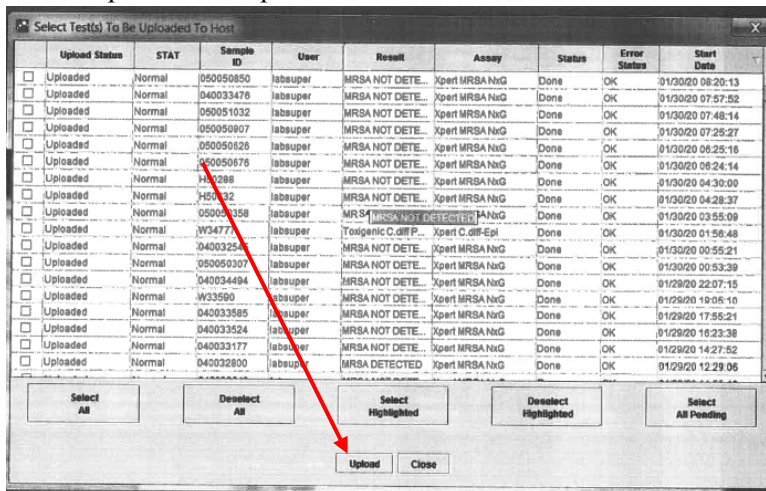 Select Test(s) To Be Uploaded To Host
Upload Status STAT Sample ID User Result Assay Status Error Status Start Date
Uploaded Normal 050050850 labsuper MRSA NOT DETE... Xpert MRSA NxG Done OK 01/30/20 08:20:13
Uploaded Normal 040033476 labsuper MRSA NOT DETE... Xpert MRSA NxG Done OK 01/30/20 07:57:52
Uploaded Normal 050051032 labsuper MRSA NOT DETE... Xpert MRSA NxG Done OK 01/30/20 07:48:14
Uploaded Normal 050050907 labsuper MRSA NOT DETE... Xpert MRSA NxG Done OK 01/30/20 07:25:27
Uploaded Normal 050050626 labsuper MRSA NOT DETE... Xpert MRSA NxG Done OK 01/30/20 06:25:16
Uploaded Normal 050050676 labsuper MRSA NOT DETE... Xpert MRSA NxG Done OK 01/30/20 06:24:14
Uploaded Normal H50288 labsuper MRSA NOT DETE... Xpert MRSA NxG Done OK 01/30/20 04:30:00
Uploaded Normal labsuper MRSA NOT DETE... Xpert MRSA NxG Done OK 01/30/20 04:28:37
Uploaded Normal labsuper MRSA NOT DETECTED NxG Done OK 01/30/20 03:55:09
Uploaded Normal W34777 labsuper Toxigenic C.diff P... Xpert C.diff-Epi Done OK 01/30/20 01:56:48
Uploaded Normal labsuper MRSA NOT DETE... Xpert MRSA NxG Done OK 01/30/20 00:55:21
Uploaded Normal 050050307 labsuper MRSA NOT DETE... Xpert MRSA NxG Done OK 01/30/20 00:53:39
Uploaded Normal 040034494 labsuper MRSA NOT DETE... Xpert MRSA NxG Done OK 01/29/20 22:07:15
Uploaded Normal W33590 labsuper MRSA NOT DETE... Xpert MRSA NxG Done OK 01/29/20 19:05:10
Uploaded Normal 040033585 labsuper MRSA NOT DETE... Xpert MRSA NxG Done OK 01/29/20 17:55:21
Uploaded Normal 040033524 labsuper MRSA NOT DETE... Xpert MRSA NxG Done OK 01/29/20 16:23:38
Uploaded Normal 040033177 labsuper MRSA NOT DETE... Xpert MRSA NxG Done OK 01/29/20 14:27:52
Uploaded Normal 040032800 labsuper MRSA DETECTED Xpert MRSA NxG Done OK 01/29/20 12:29:06
Select All Deselect All Select Highlighted Deselect Highlighted Select All Pending
Upload Close